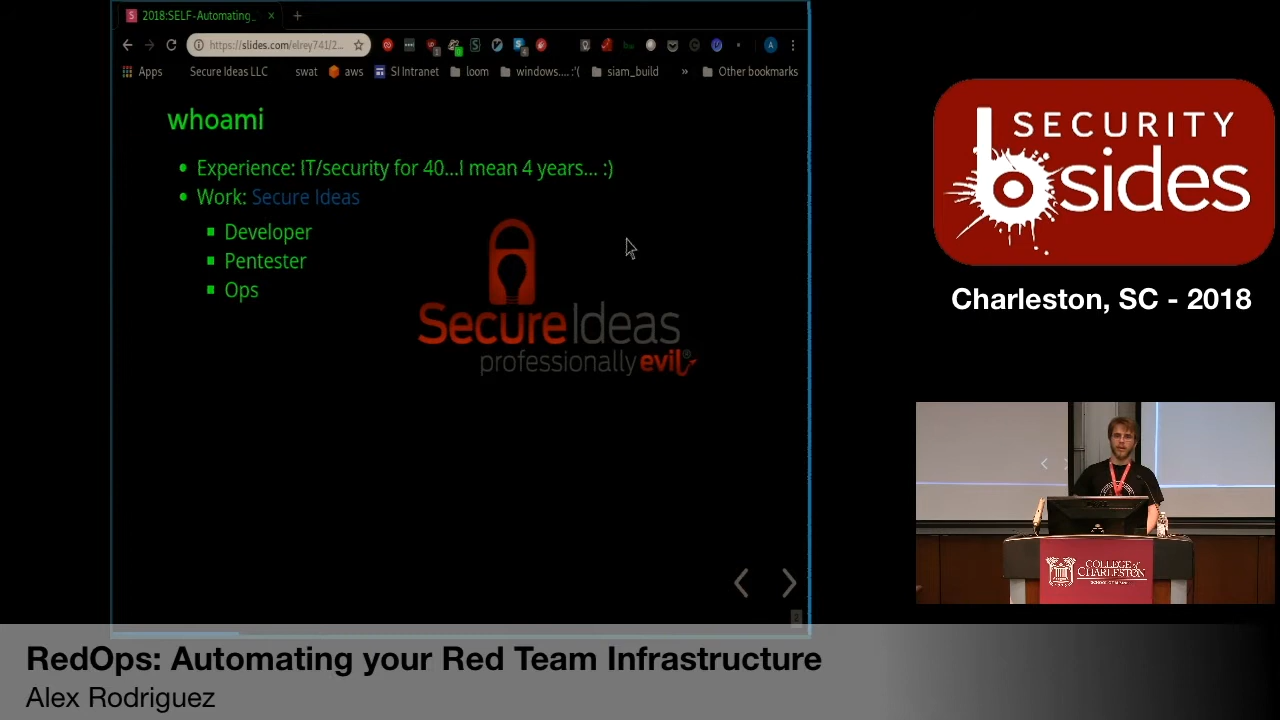 2018:SELF-Automating_
https://slides.com/elrey741/2...
Apps Secure Ideas LLC swat aws SI Intranet loom windows.... :'( siam_build » Other bookmarks
whoami
• Experience: IT/security for 40...I mean 4 years... :)
• Work: Secure Ideas
▪ Developer
▪ Pentester
▪ Ops
SecureIdeas
professionally evil®
2
SECURITY
bsides
Charleston, SC - 2018
COLLEGE of
CHARLESTON
RedOps: Automating your Red Team Infrastructure
Alex Rodriguez